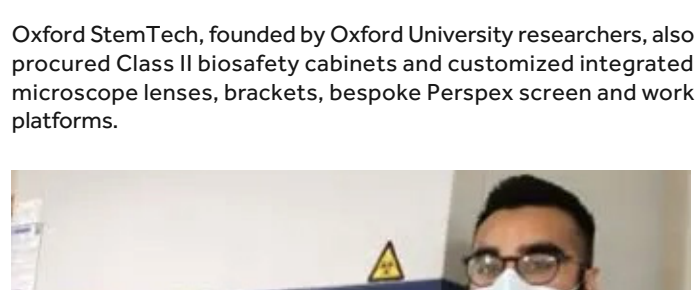 Oxford StemTech, founded by Oxford University researchers, also
procured Class II biosafety cabinets and customized integrated
microscope lenses, brackets, bespoke Perspex screen and work
platforms.